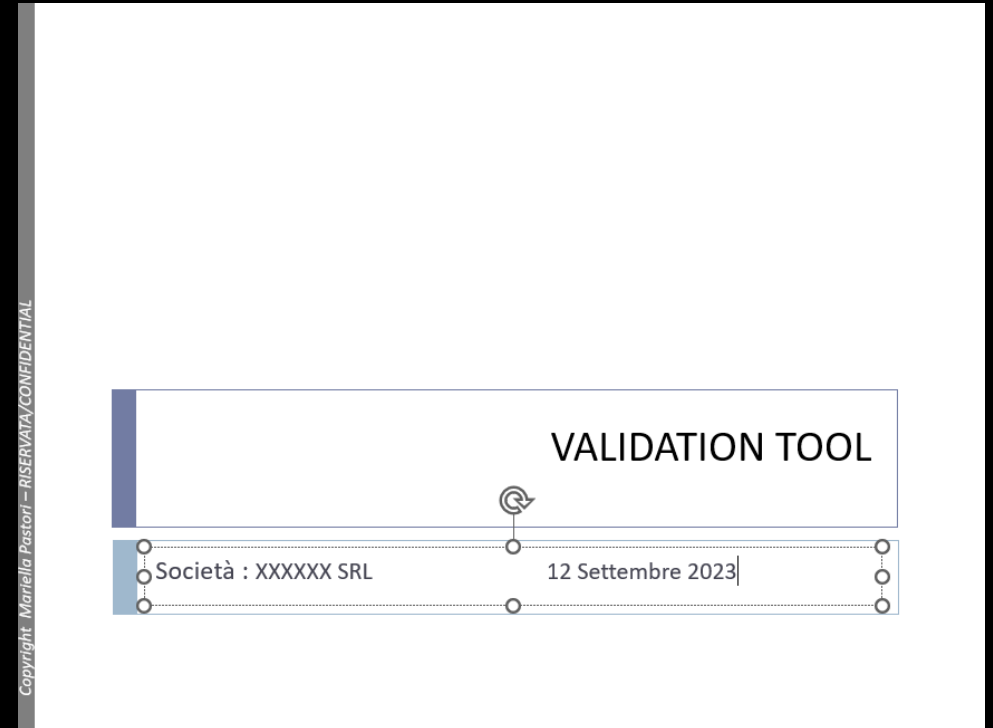 Copyright Mariella Pastori – RISERVATA/CONFIDENTIAL
VALIDATION TOOL
Società : XXXXXX SRL 12 Settembre 2023